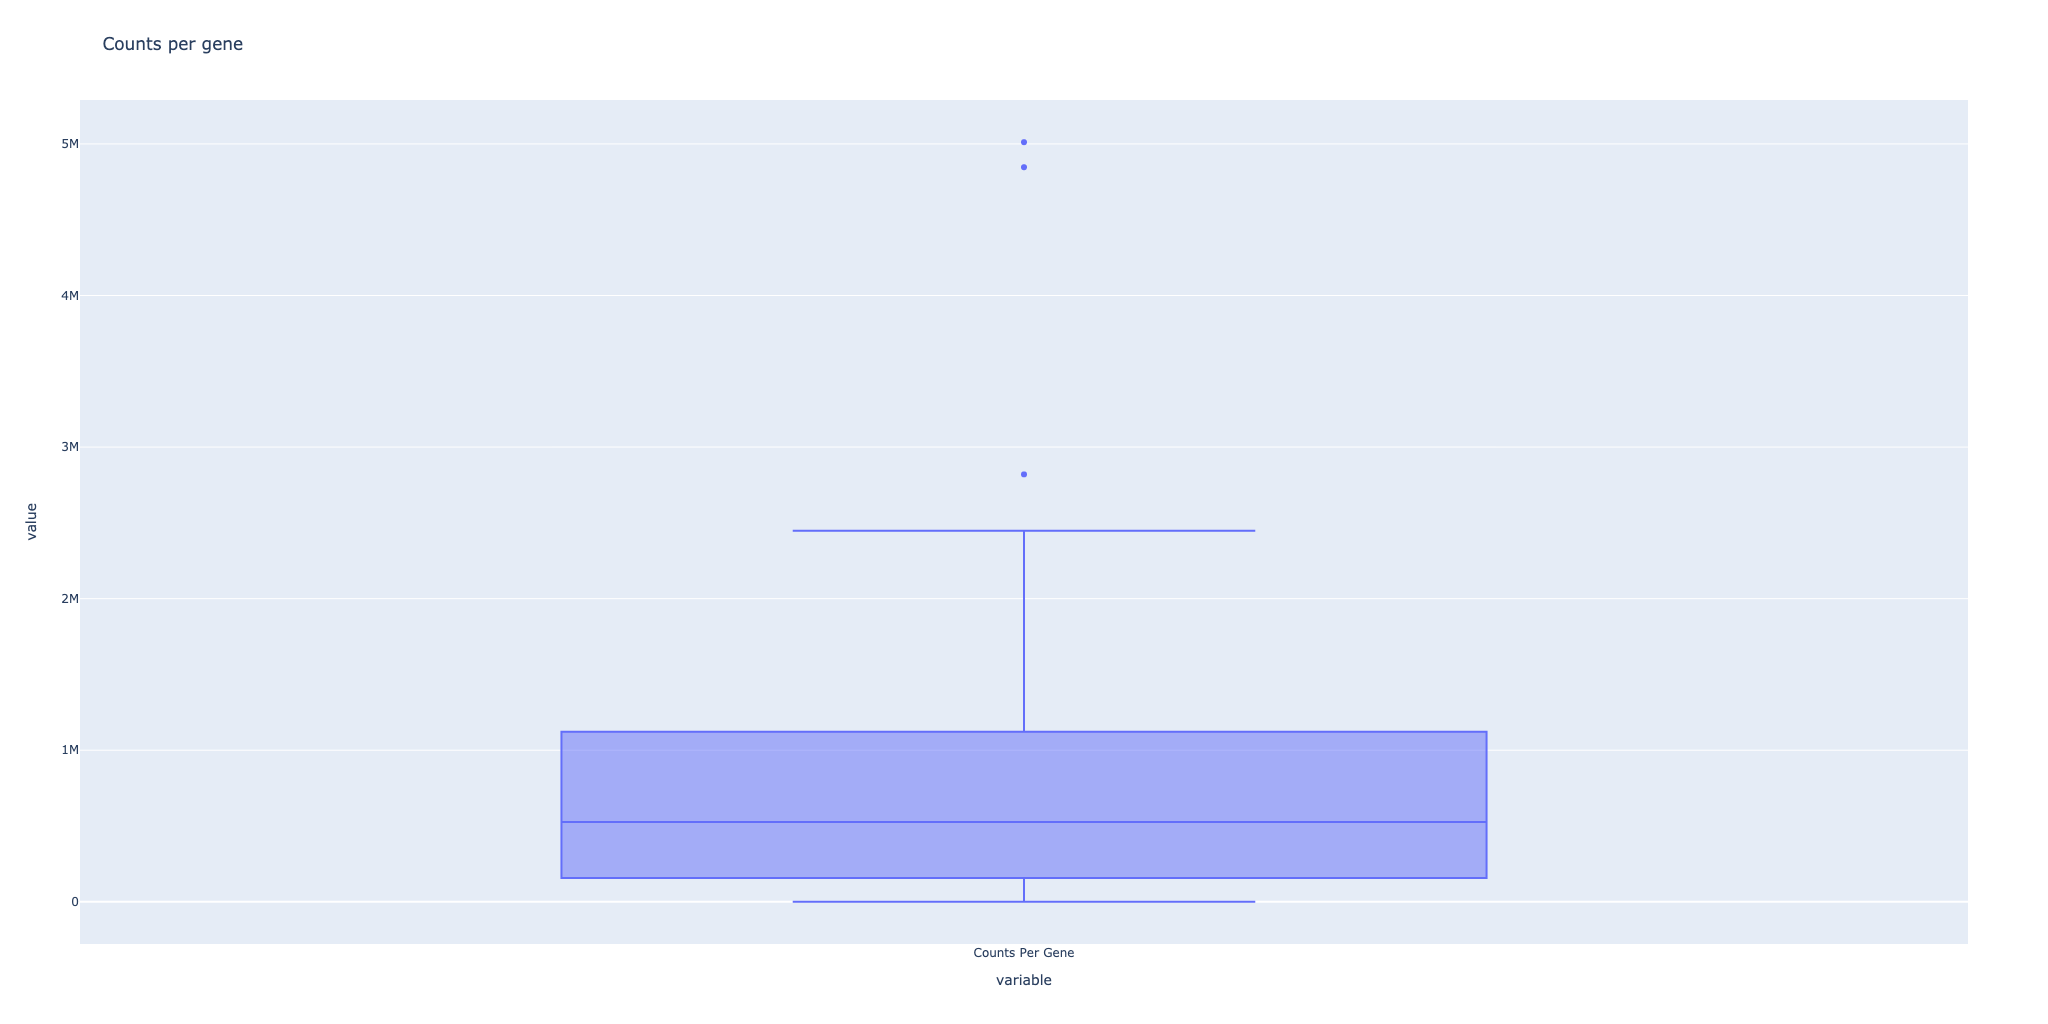 Counts per gene
5M
4M
3M
2M
1M
0
value
Counts Per Gene
variable